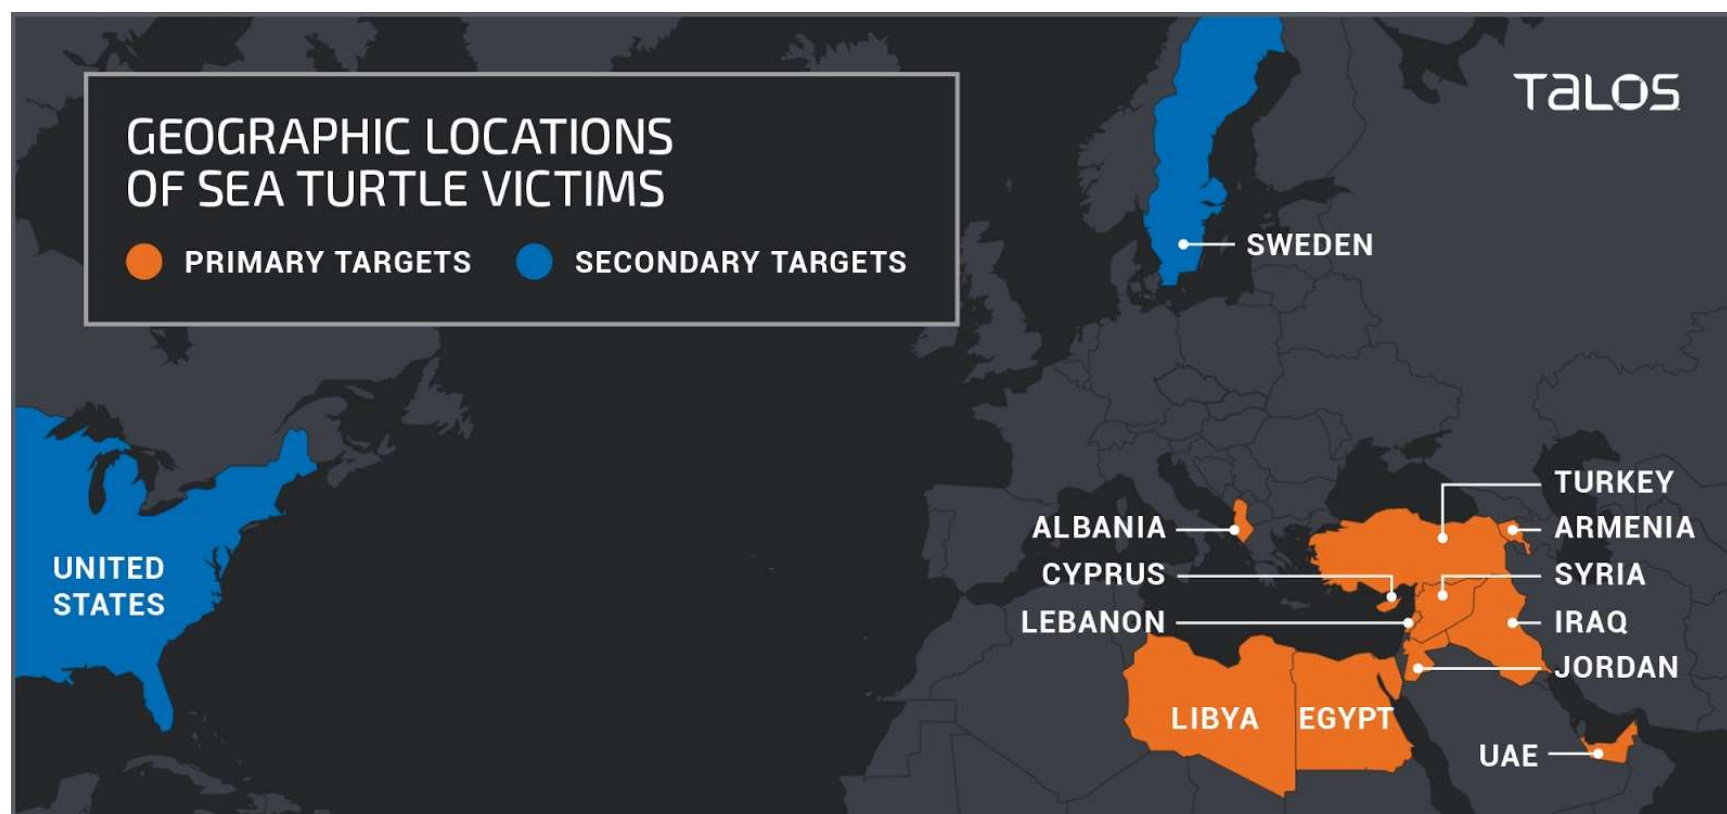 TALOS
GEOGRAPHIC LOCATIONS
OF SEA TURTLE VICTIMS
PRIMARY TARGETS
SECONDARY TARGETS
SWEDEN
UNITED
STATES
TURKEY
ALBANIA
ARMENIA
CYPRUS
SYRIA
LEBANON
IRAQ
JORDAN
LIBYA
EGYPT
UAE